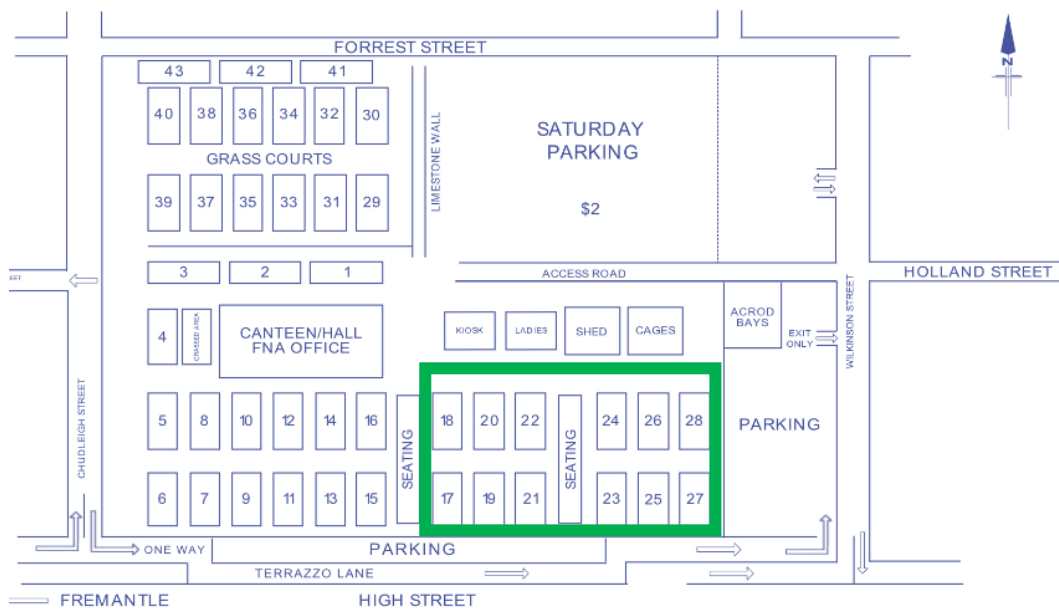 FORREST STREET
43 42 41
40 38 36 34 32 30
GRASS COURTS
39 37 35 33 31 29
LIMESTONE WALL
SATURDAY
PARKING
$2
N
3 2 1
ACCESS ROAD
HOLLAND STREET
4
CANTEEN/HALL
FNA OFFICE
KIOSK
LADIES
SHED
CAGES
ACROD
BAYS
EXIT
ONLY
WILKINSON STREET
CHUDLEIGH STREET
5 8 10 12 14 16
SEATING
18 20 22
SEATING
24 26 28
PARKING
6 7 9 11 13 15
17 19 21
23 25 27
ONE WAY
PARKING
TERRAZZO LANE
FREMANTLE
HIGH STREET